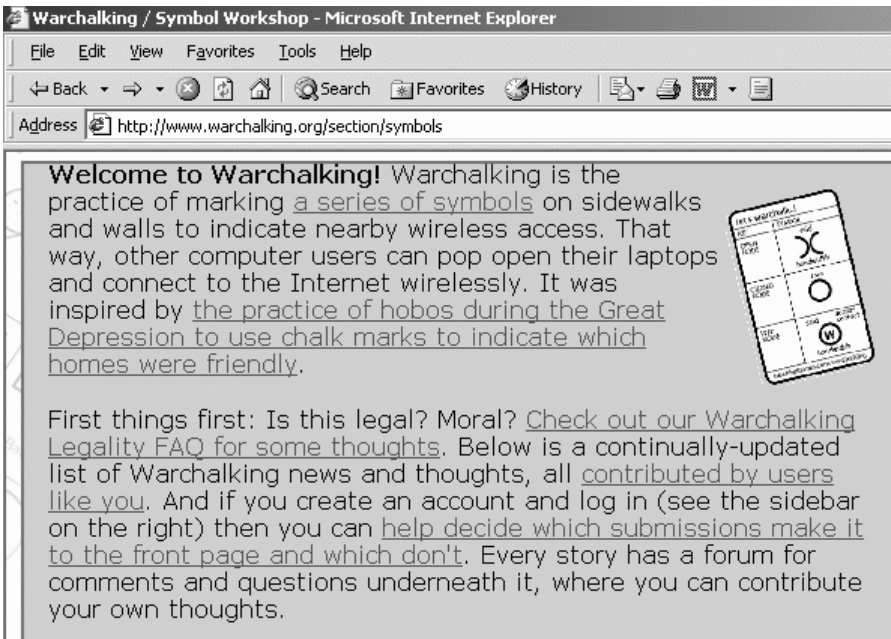 Warchalking / Symbol Workshop - Microsoft Internet Explorer
File Edit View Favorites Tools Help
Back Search Favorites History
Address http://www.warchalking.org/section/symbols
Welcome to Warchalking! Warchalking is the
practice of marking a series of symbols on sidewalks
and walls to indicate nearby wireless access. That
way, other computer users can pop open their laptops
and connect to the Internet wirelessly. It was
inspired by the practice of hobos during the Great
Depression to use chalk marks to indicate which
homes were friendly.
let's warchalk..!
W
First things first: Is this legal? Moral? Check out our Warchalking
Legality FAQ for some thoughts. Below is a continually-updated
list of Warchalking news and thoughts, all contributed by users
like you. And if you create an account and log in (see the sidebar
on the right) then you can help decide which submissions make it
to the front page and which don't. Every story has a forum for
comments and questions underneath it, where you can contribute
your own thoughts.